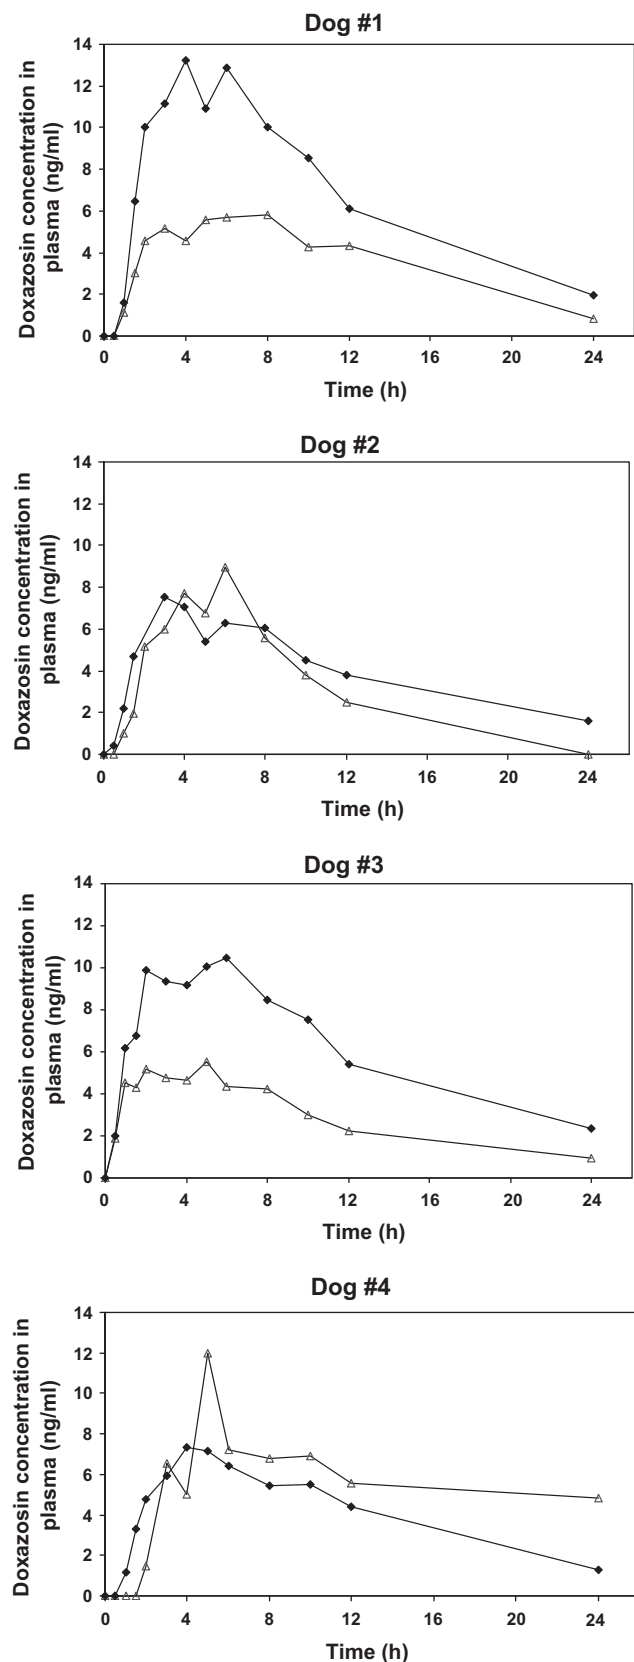 Dog #1
Doxazosin concentration in
plasma (ng/ml)
14
12
10
8
6
4
2
0
0 4 8 12 16 20 24
Time (h)
Dog #2
Doxazosin concentration in
plasma (ng/ml)
14
12
10
8
6
4
2
0
0 4 8 12 16 20 24
Time (h)
Dog #3
Doxazosin concentration in
plasma (ng/ml)
14
12
10
8
6
4
2
0
0 4 8 12 16 20 24
Time (h)
Dog #4
Doxazosin concentration in
plasma (ng/ml)
14
12
10
8
6
4
2
0
0 4 8 12 16 20 24
Time (h)